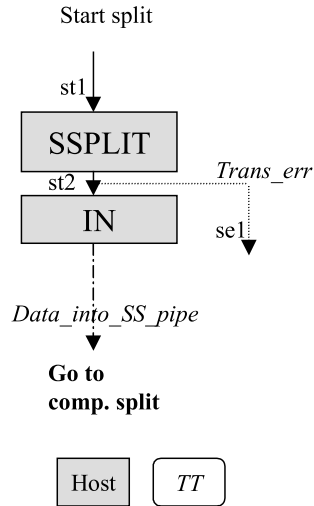 Start split
st1
SSPLIT
st2
Trans_err
IN
se1
Data_into_SS_pipe
Go to
comp. split
Host
TT